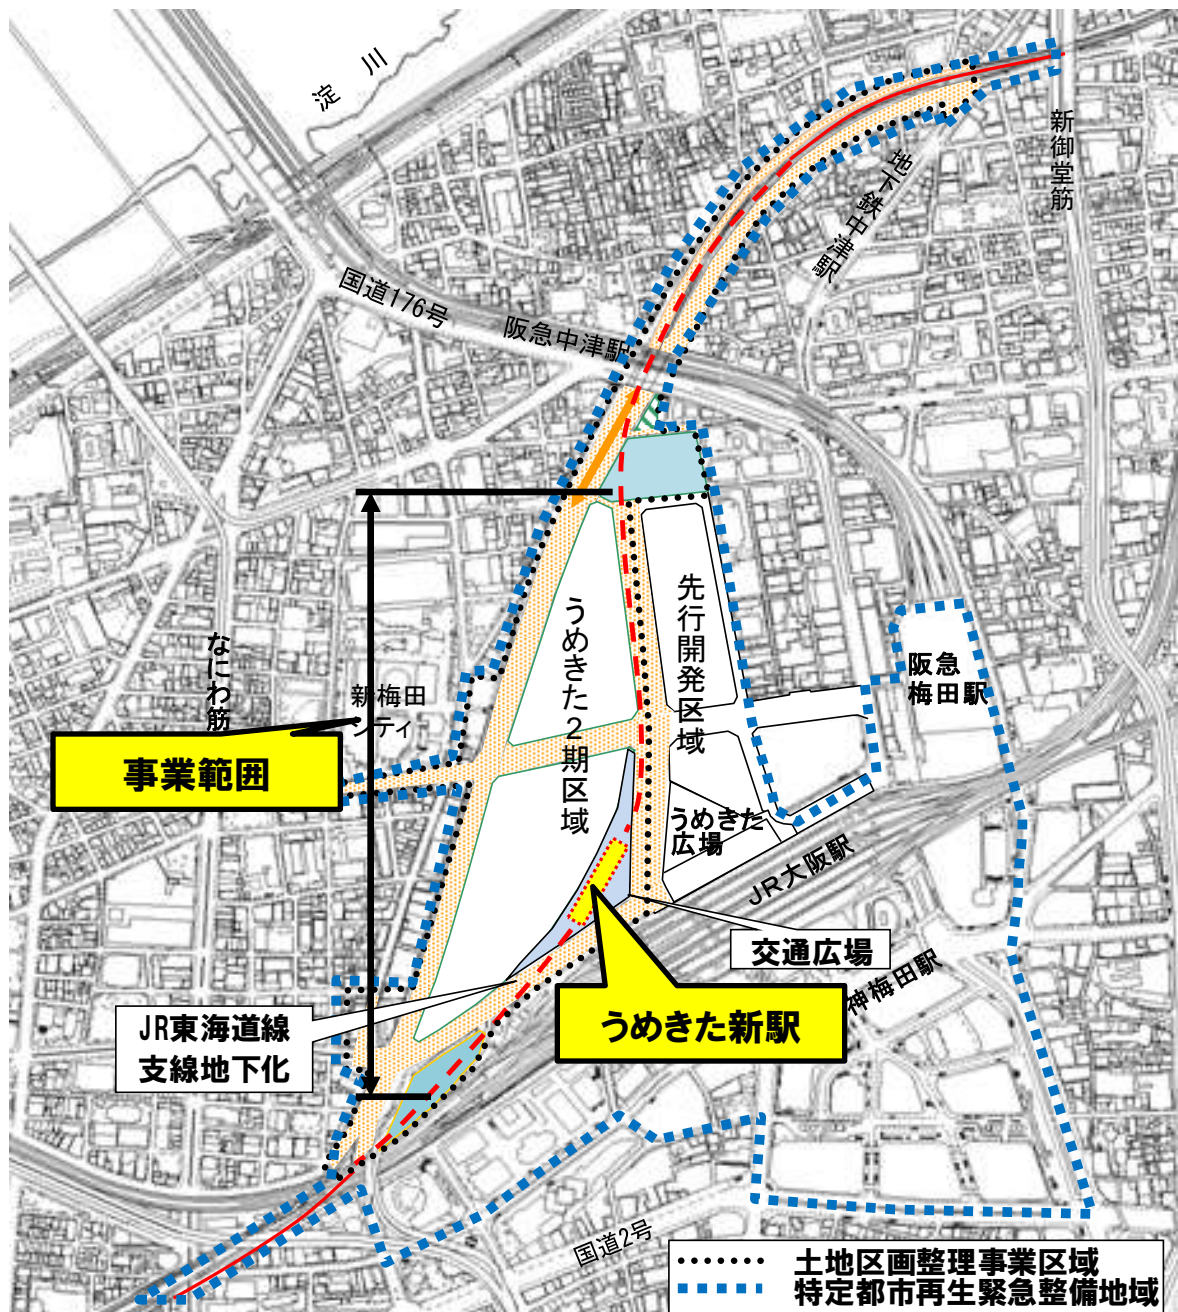 淀川
新御堂筋
地下鉄中津駅
国道176号
阪急中津駅
先行開発区域
うめきた2期区域
なにわ筋
阪急
梅田駅
新梅田
シティ
事業範囲
うめきた
広場
JR大阪駅
交通広場
神梅田駅
うめきた新駅
JR東海道線
支線地下化
国道2号
土地区画整理事業区域
特定都市再生緊急整備地域